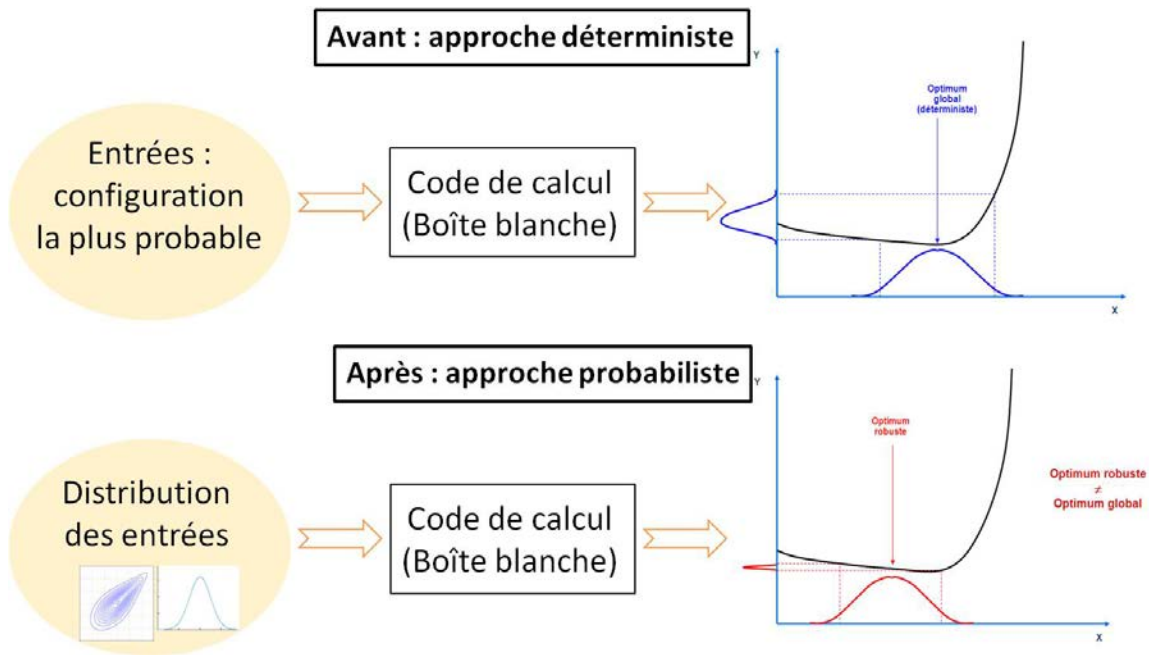 Avant : approche déterministe
Y
Optimum
global
(déterministe)
Entrées :
configuration
la plus probable
Code de calcul
(Boîte blanche)
X
Après : approche probabiliste
Y
Optimum
robuste
Optimum robuste
≠
Optimum global
Distribution
des entrées
Code de calcul
(Boîte blanche)
X